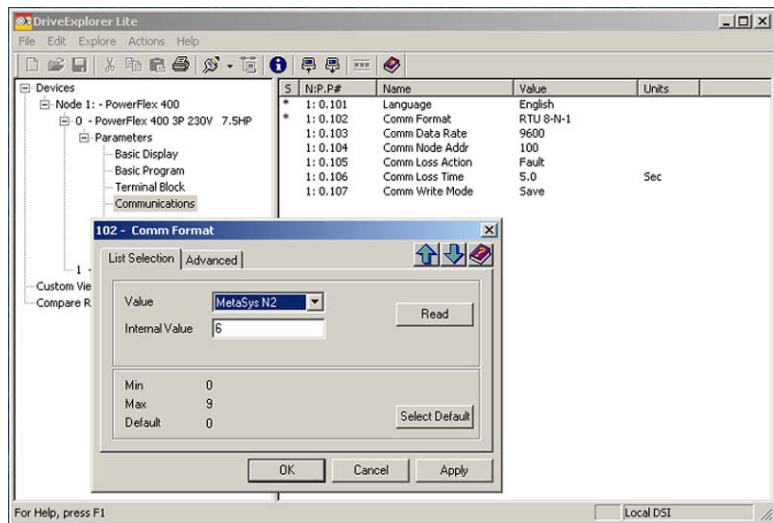 DriveExplorer Lite
File Edit Explore Actions Help
Devices
Node 1: - PowerFlex 400
0 - PowerFlex 400 3P 230V 7.5HP
Parameters
Basic Display
Basic Program
Terminal Block
Communications
1 -
Custom Vie
Compare R
S N:P.P# Name Value Units
* 1: 0.101 Language English
* 1: 0.102 Comm Format RTU 8-N-1
1: 0.103 Comm Data Rate 9600
1: 0.104 Comm Node Addr 100
1: 0.105 Comm Loss Action Fault
1: 0.106 Comm Loss Time 5.0 Sec
1: 0.107 Comm Write Mode Save
102 - Comm Format
List Selection Advanced
Value MetaSys N2
Read
Internal Value 6
Min 0
Max 9
Default 0
Select Default
OK Cancel Apply
For Help, press F1 Local DSI